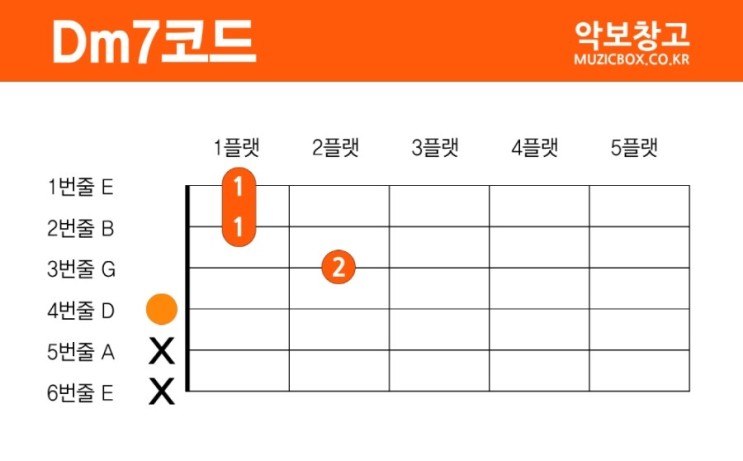 Dm7코드
악보창고
MUZICBOX.CO.KR
1플랫 2플랫 3플랫 4플랫 5플랫
1번줄 E 1
2번줄 B 1
3번줄 G 2
4번줄 D
5번줄 A X
6번줄 E X